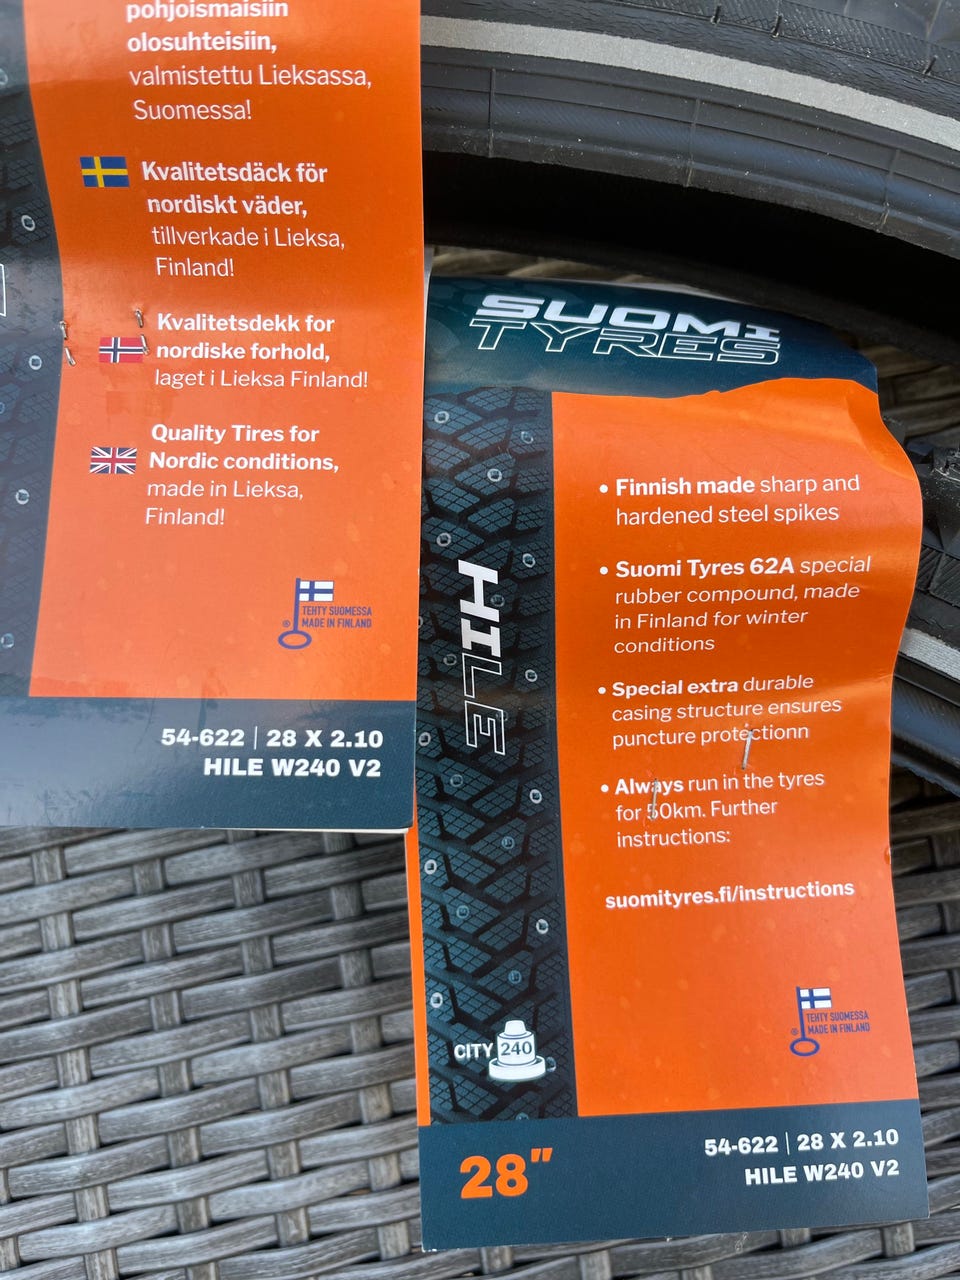 pohjoismaisiin
olosuhteisiin,
valmistettu Lieksassa,
Suomessa!
Kvalitetsdäck för
nordiskt väder,
tillverkade i Lieksa,
Finland!
Kvalitetsdekk for
nordiske forhold,
laget i Lieksa Finland!
Quality Tires for
Nordic conditions,
made in Lieksa,
Finland!
®
TEHTY SUOMESSA
MADE IN FINLAND
54-622 | 28 X 2.10
HILE W240 V2
SUOMI
TYRES
HILE
• Finnish made sharp and
hardened steel spikes
• Suomi Tyres 62A special
rubber compound, made
in Finland for winter
conditions
• Special extra durable
casing structure ensures
puncture protectionn
• Always run in the tyres
for 50km. Further
instructions:
suomityres.fi/instructions
®
TEHTY SUOMESSA
MADE IN FINLAND
CITY 240
28"
54-622 | 28 X 2.10
HILE W240 V2